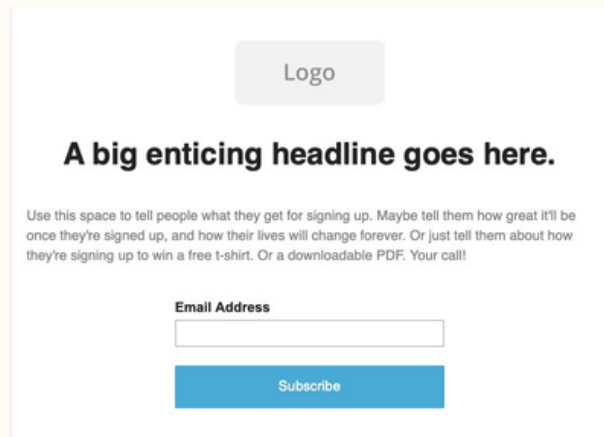 Logo
A big enticing headline goes here.
Use this space to tell people what they get for signing up. Maybe tell them how great it'll be
once they're signed up, and how their lives will change forever. Or just tell them about how
they're signing up to win a free t-shirt. Or a downloadable PDF. Your call!
Email Address
Subscribe